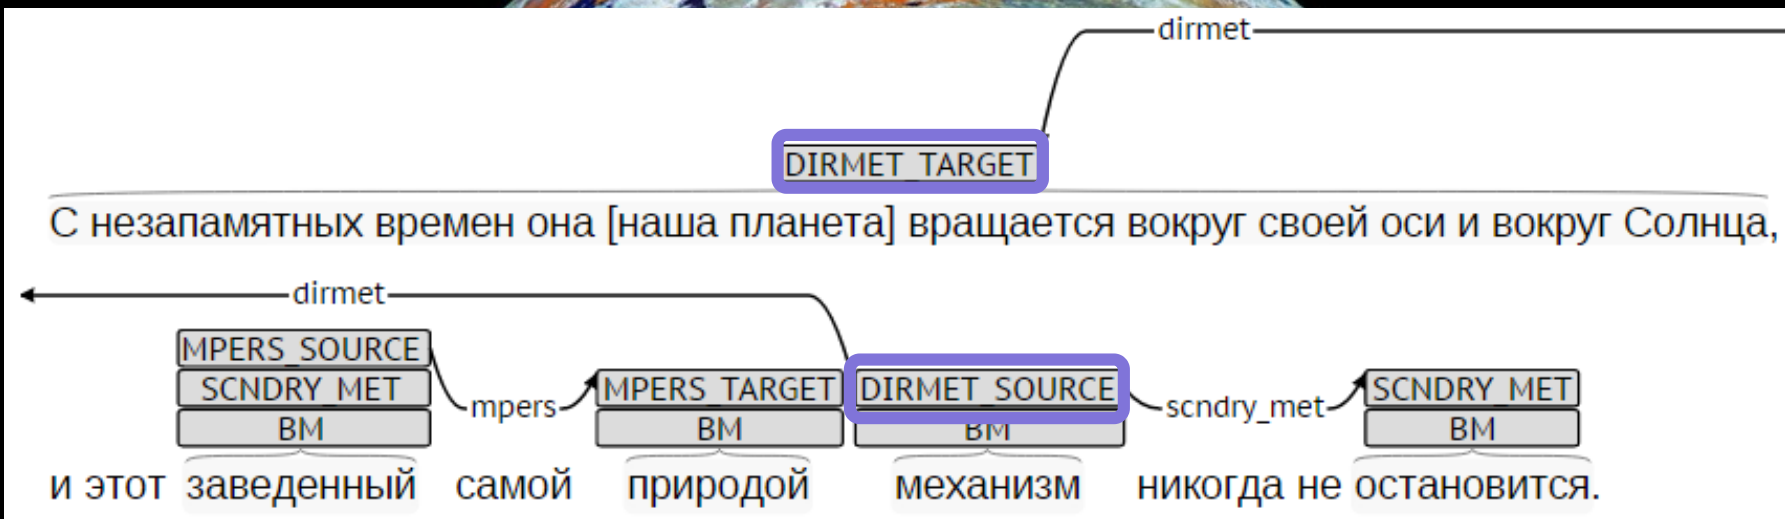 dirmet
DIRMET_TARGET
С незапамятных времен она [наша планета] вращается вокруг своей оси и вокруг Солнца,
dirmet
MPERS_SOURCE
SCNDRY_MET mpers MPERS_TARGET DIRMET_SOURCE scndry_met SCNDRY_MET
BM BM BM BM
и этот заведенный самой природой механизм никогда не остановится.